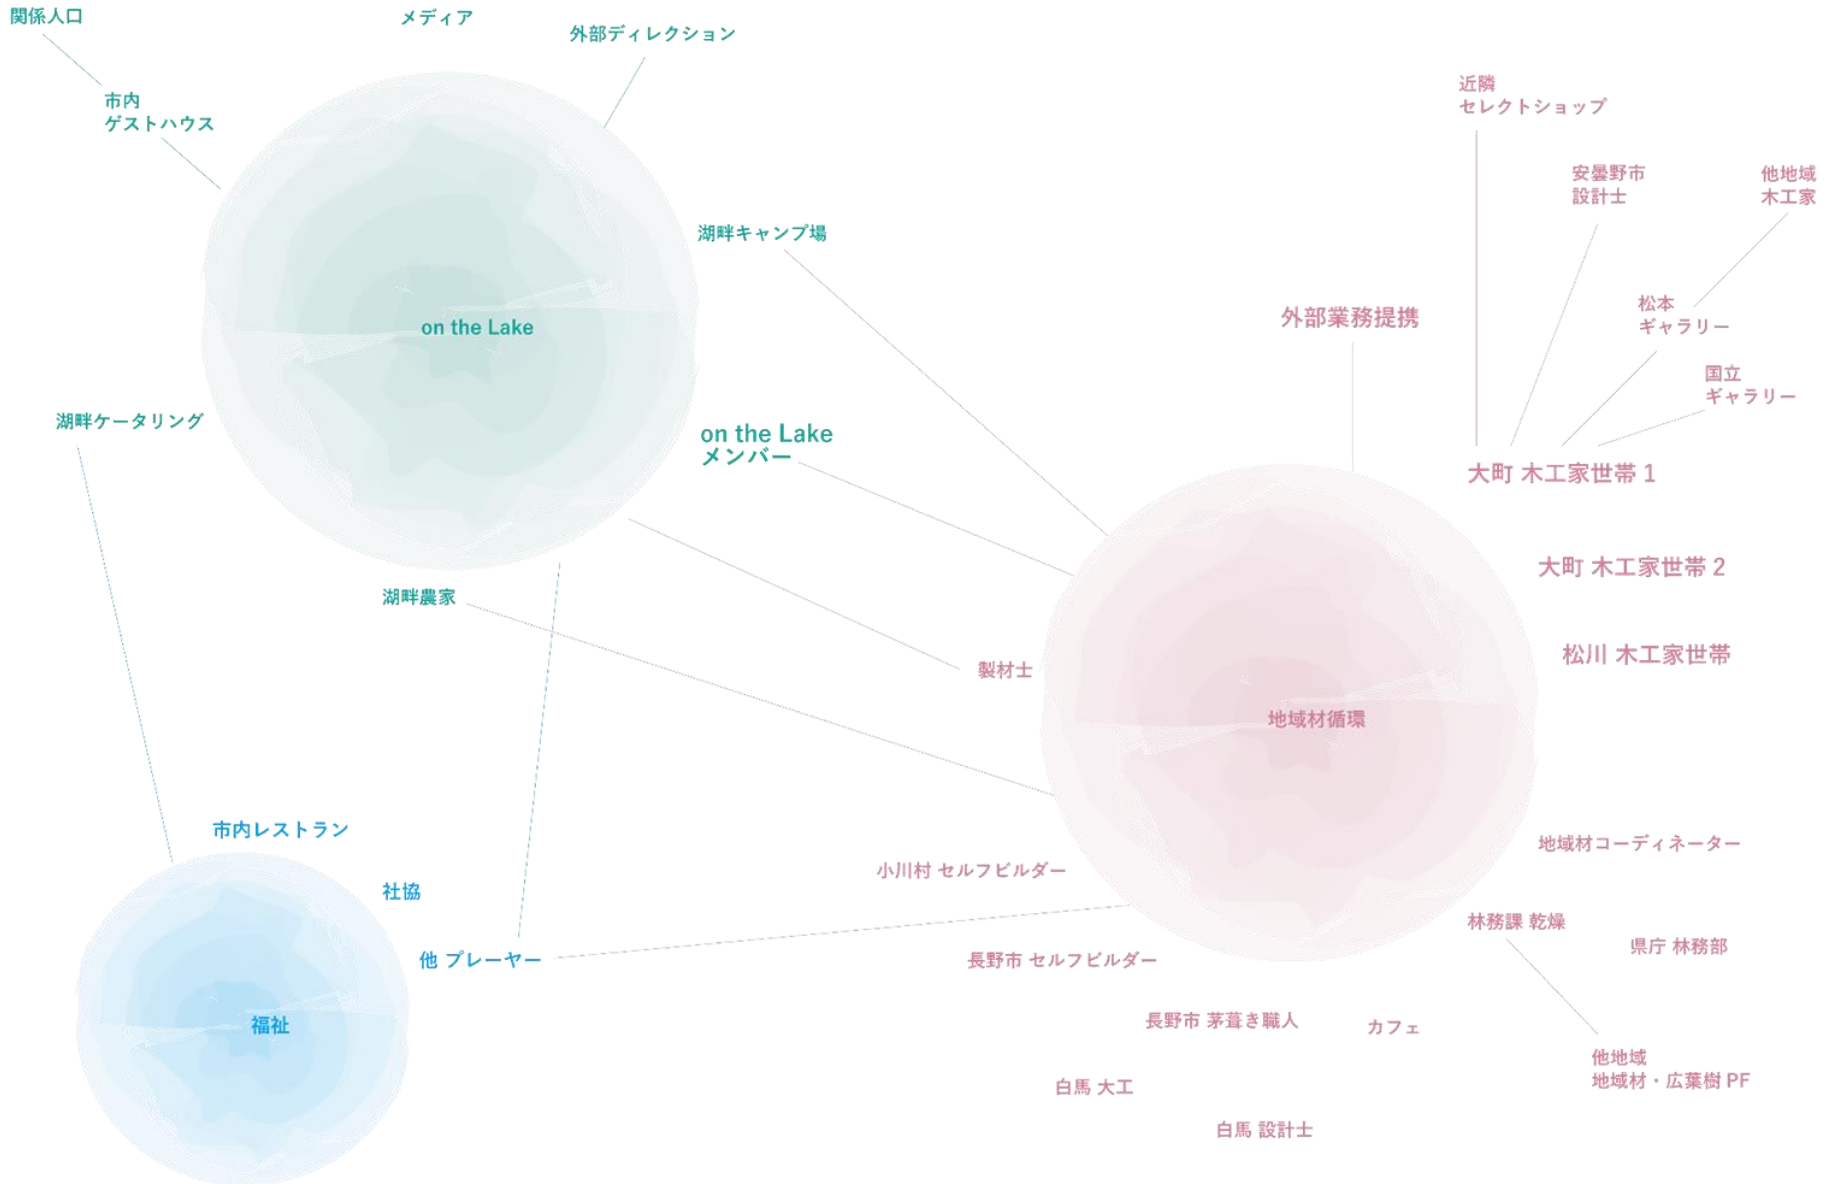 関係人口
メディア
外部ディレクション
市内
ゲストハウス
湖畔キャンプ場
on the Lake
湖畔ケータリング
on the Lake
メンバー
湖畔農家
近隣
セレクトショップ
安曇野市
設計士
他地域
木工家
松本
ギャラリー
国立
ギャラリー
外部業務提携
大町 木工家世帯 1
大町 木工家世帯 2
松川 木工家世帯
製材士
地域材循環
地域材コーディネーター
小川村 セルフビルダー
林務課 乾燥
県庁 林務部
長野市 セルフビルダー
長野市 茅葺き職人
カフェ
他地域
地域材・広葉樹 PF
白馬 大工
白馬 設計士
市内レストラン
社協
他 プレーヤー
福祉